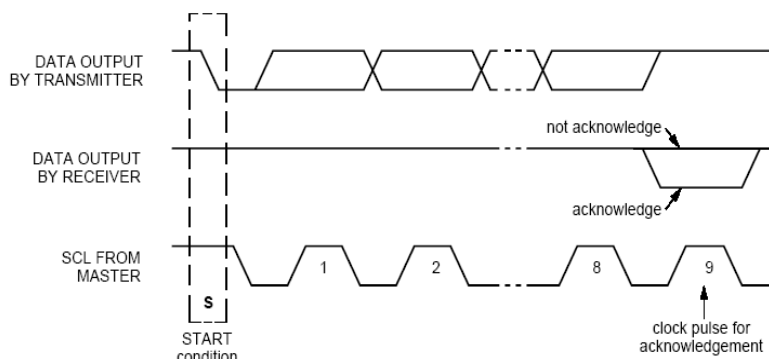 DATA OUTPUT
BY TRANSMITTER
not acknowledge
DATA OUTPUT
BY RECEIVER
acknowledge
SCL FROM
MASTER
1
2
8
9
S
START
condition
clock pulse for
acknowledgement